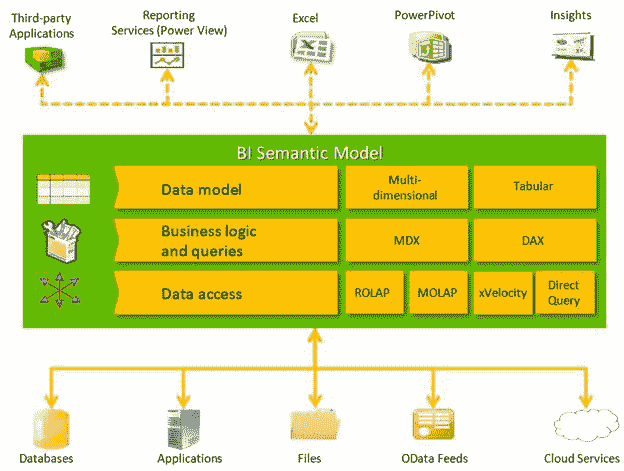 Third-party
Applications
Reporting
Services (Power View)
Excel
PowerPivot
Insights
BI Semantic Model
Data model
Multi-
dimensional
Tabular
Business logic
and queries
MDX
DAX
Data access
ROLAP
MOLAP
xVelocity
Direct
Query
Databases
Applications
Files
OData Feeds
Cloud Services